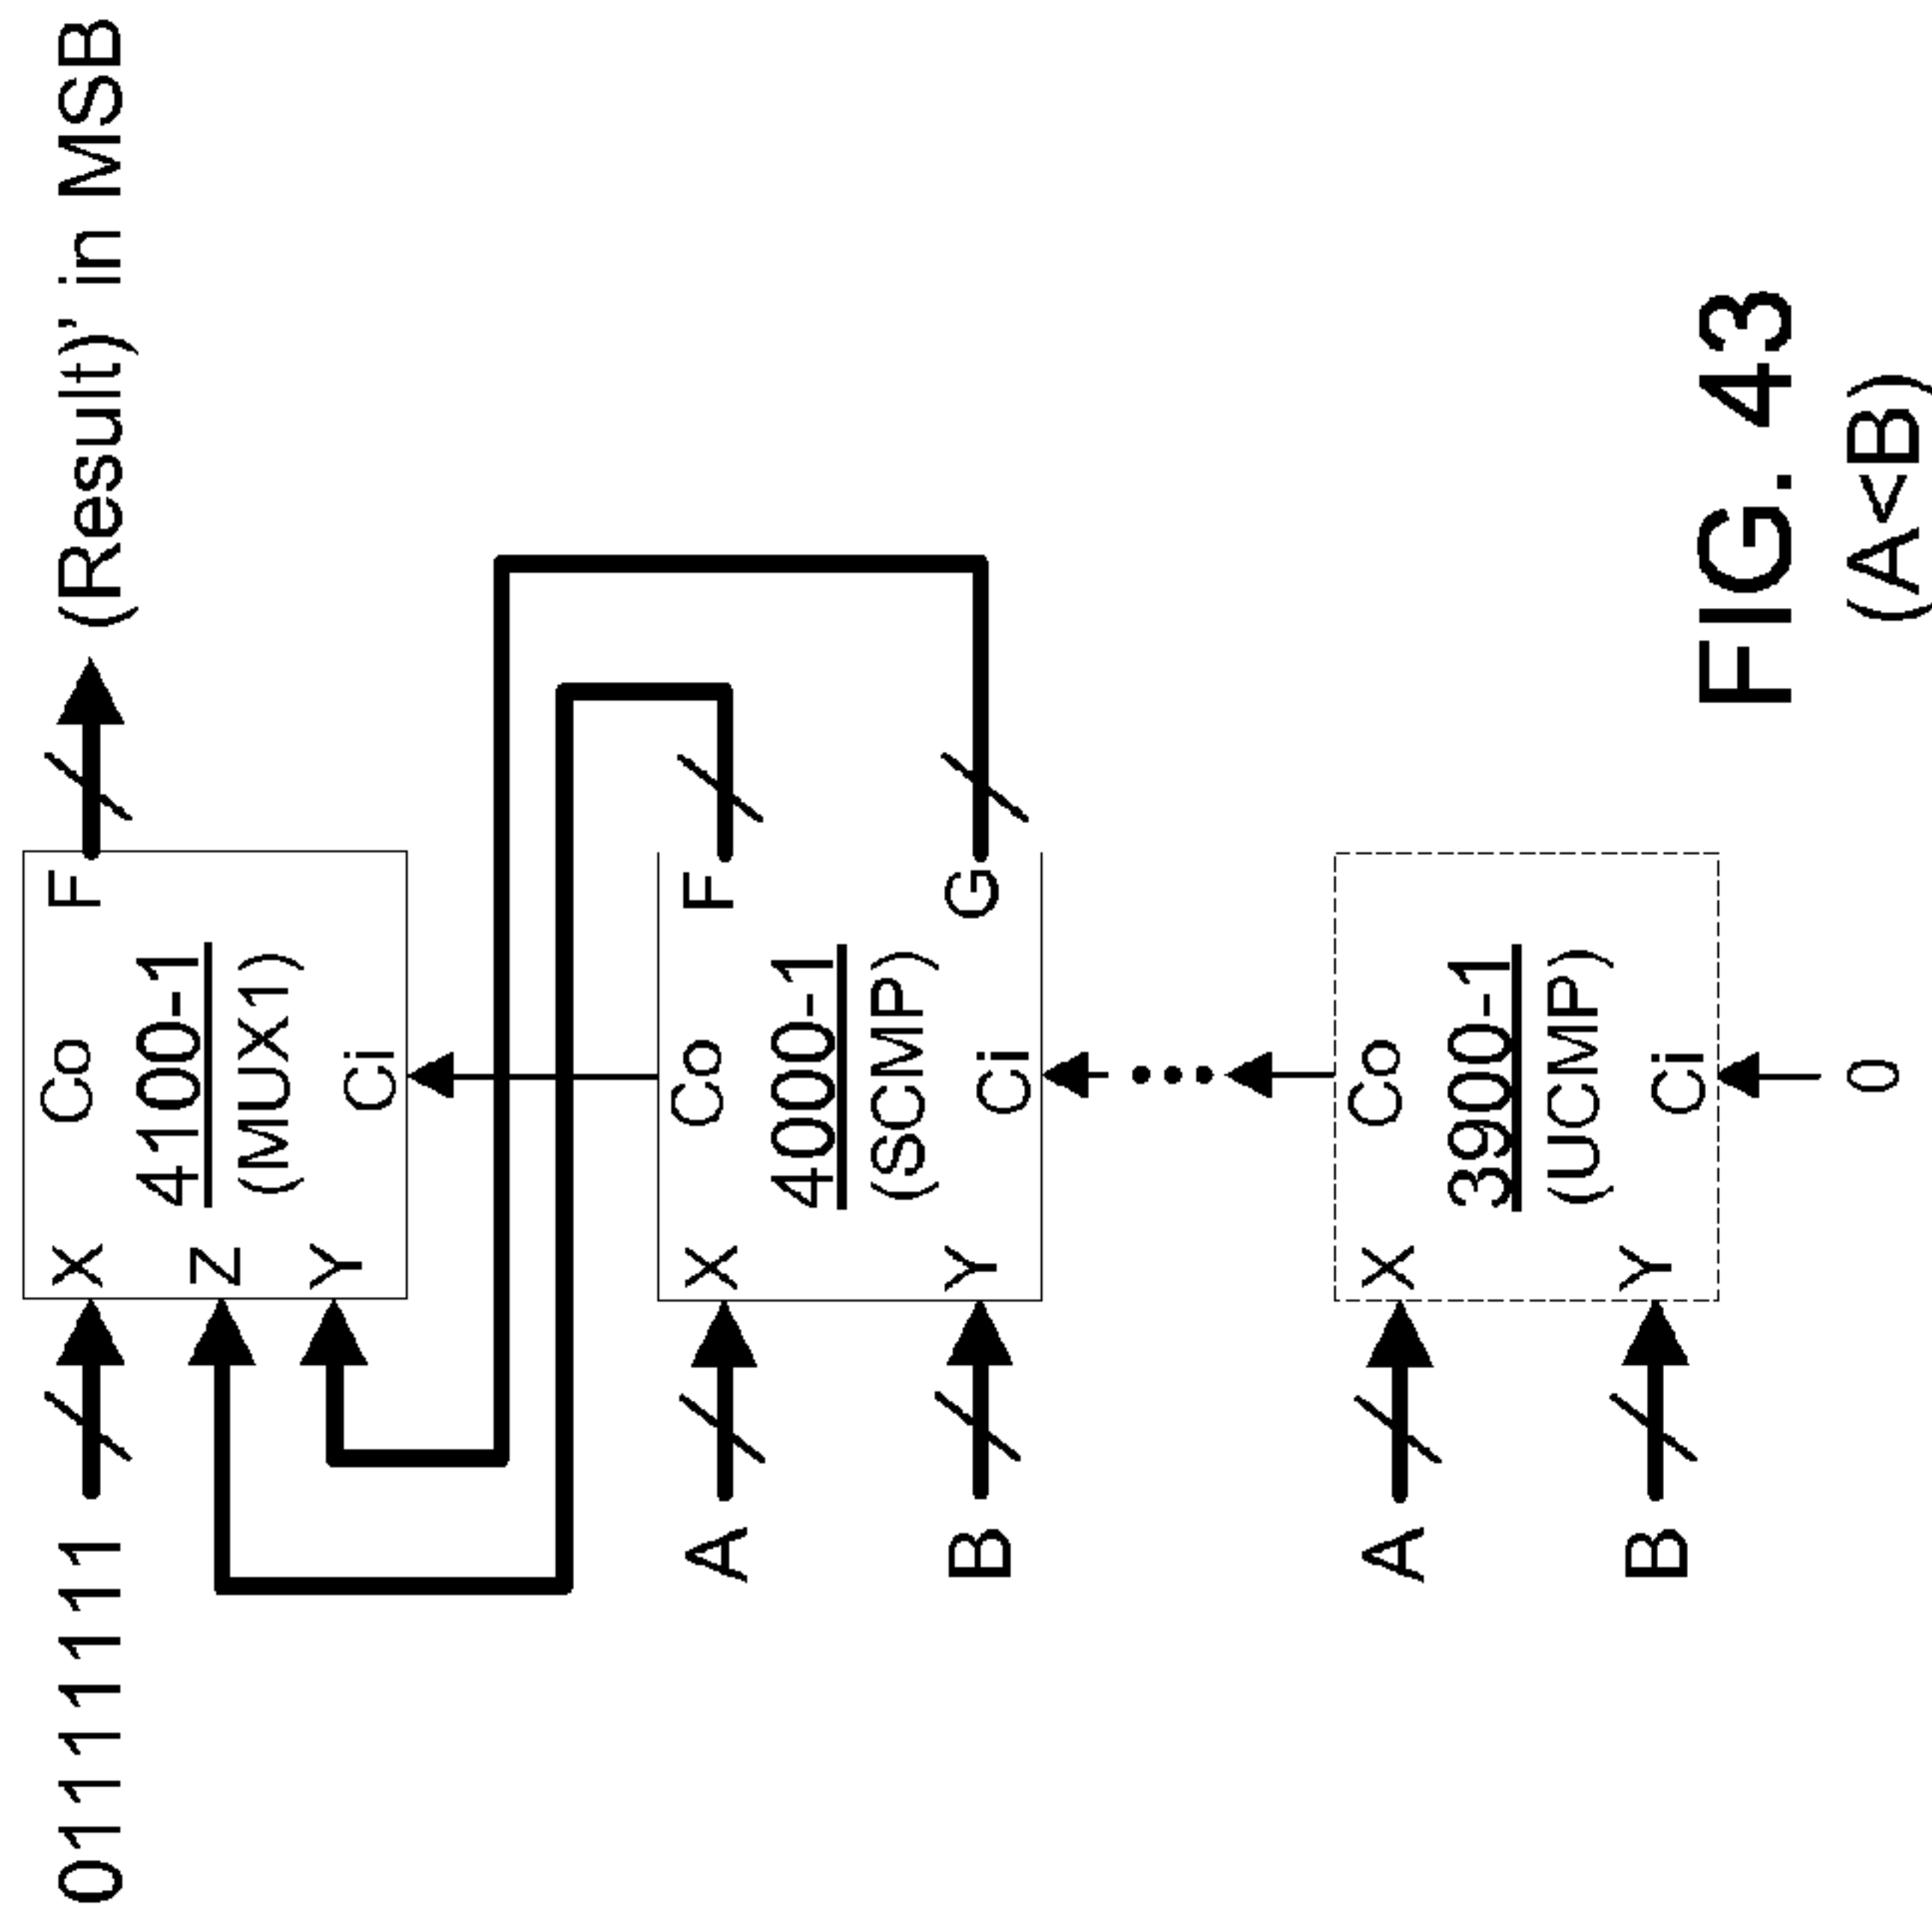 01111111
X
Co
F
(Result)' in MSB
4100-1
Z
(MUX1)
Y
Ci
A
X
Co
F
4000-1
(SCMP)
B
Y
Ci
G
A
X
Co
3900-1
(UCMP)
B
Y
Ci
0
FIG. 43
(A<B)